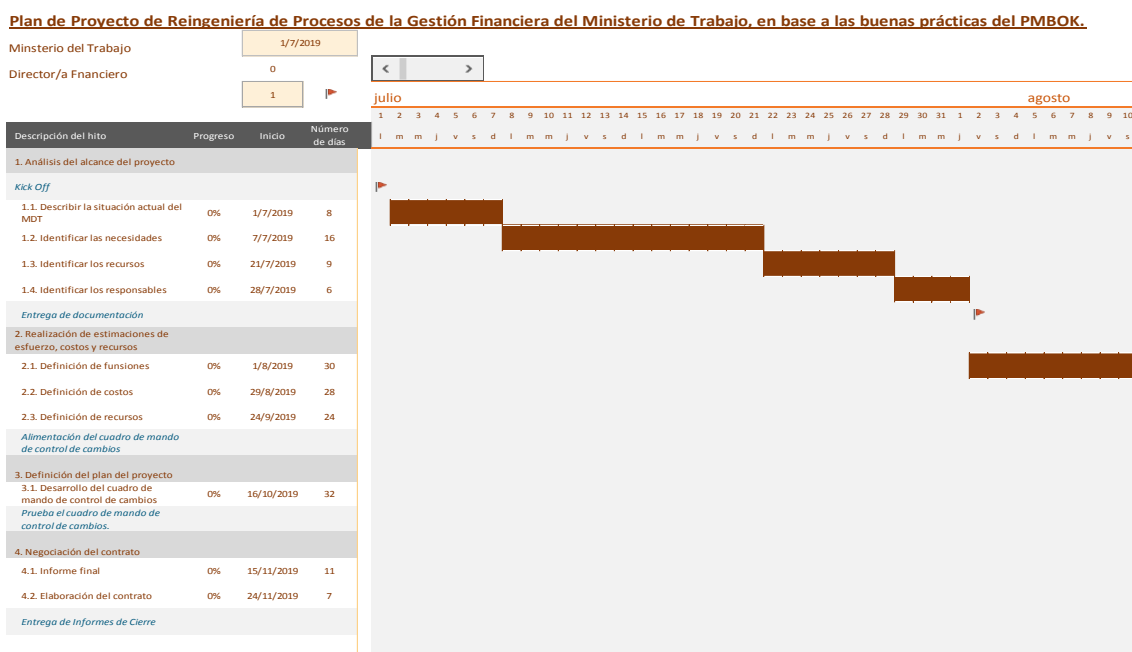 Plan de Proyecto de Reingeniería de Procesos de la Gestión Financiera del Ministerio de Trabajo, en base a las buenas prácticas del PMBOK.
Minsterio del Trabajo 1/7/2019
Director/a Fnanciero 0
1
julio agosto
1 2 3 4 5 6 7 8 9 10 11 12 13 14 15 16 17 18 19 20 21 22 23 24 25 26 27 28 29 30 31 1 2 3 4 5 6 7 8 9 10
Descripción del hito Progreso Inicio Número de días l m m j v s d l m m j v s d l m m j v s d l m m j v s d l m m j v s d l m m j v s
1. Análisis del alcance del proyecto
Kick Off
1.1. Describir la situación actual del
MDT 0% 1/7/2019 8
1.2. Identificar las necesidades 0% 7/7/2019 16
1.3. Identificar los recursos 0% 21/7/2019 9
1.4. Identificar los responsables 0% 28/7/2019 6
Entrega de documentación
2. Realización de estimaciones de
esfuerzo, costos y recursos
2.1. Definición de funsiones 0% 1/8/2019 30
2.2. Definición de costos 0% 29/8/2019 28
2.3. Definición de recursos 0% 24/9/2019 24
Alimentación del cuadro de mando
de control de cambios
3. Definición del plan del proyecto
3.1. Desarrollo del cuadro de
mando de control de cambios 0% 16/10/2019 32
Prueba el cuadro de mando de
control de cambios.
4. Negociación del contrato
4.1. Informe final 0% 15/11/2019 11
4.2. Elaboración del contrato 0% 24/11/2019 7
Entrega de Informes de Cierre